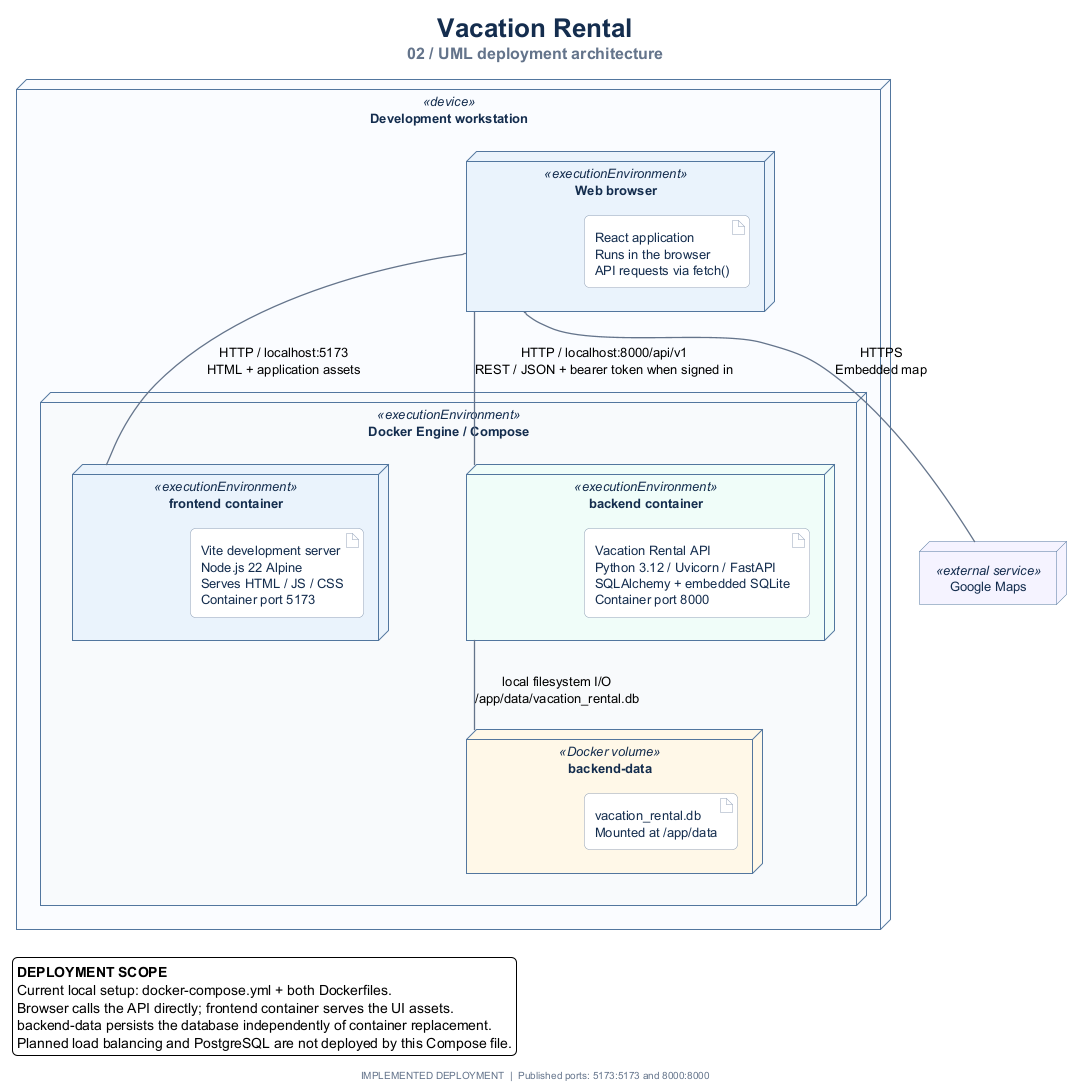 Vacation Rental
02 / UML deployment architecture
«device»
Development workstation
«executionEnvironment»
Web browser
React application
Runs in the browser
API requests via fetch()
HTTP / localhost:5173
HTML + application assets
HTTP / localhost:8000/api/v1
REST / JSON + bearer token when signed in
HTTPS
Embedded map
«executionEnvironment»
Docker Engine / Compose
«executionEnvironment»
frontend container
Vite development server
Node.js 22 Alpine
Serves HTML / JS / CSS
Container port 5173
«executionEnvironment»
backend container
Vacation Rental API
Python 3.12 / Uvicorn / FastAPI
SQLAlchemy + embedded SQLite
Container port 8000
«external service»
Google Maps
local filesystem I/O
/app/data/vacation_rental.db
«Docker volume»
backend-data
vacation_rental.db
Mounted at /app/data
DEPLOYMENT SCOPE
Current local setup: docker-compose.yml + both Dockerfiles.
Browser calls the API directly; frontend container serves the UI assets.
backend-data persists the database independently of container replacement.
Planned load balancing and PostgreSQL are not deployed by this Compose file.
IMPLEMENTED DEPLOYMENT | Published ports: 5173:5173 and 8000:8000